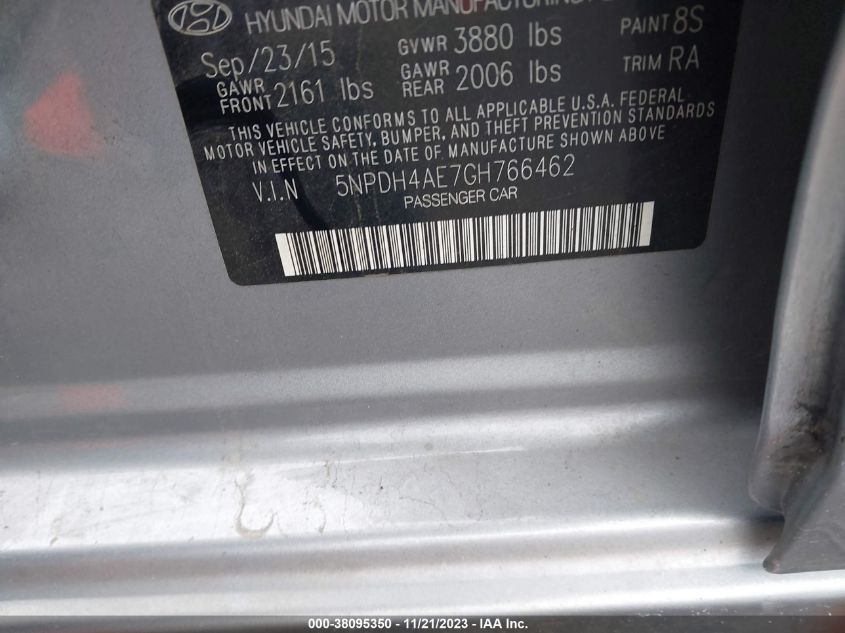 HYUNDAI MOTOR MANUFACTURING
Sep/23/15 GVWR 3880 lbs PAINT 8S
GAWR FRONT 2161 lbs GAWR REAR 2006 lbs TRIM RA
THIS VEHICLE CONFORMS TO ALL APPLICABLE U.S.A. FEDERAL
MOTOR VEHICLE SAFETY, BUMPER, AND THEFT PREVENTION STANDARDS
IN EFFECT ON THE DATE OF MANUFACTURE SHOWN ABOVE
V.I.N 5NPDH4AE7GH766462
PASSENGER CAR
000-38095350 - 11/21/2023 - IAA Inc.